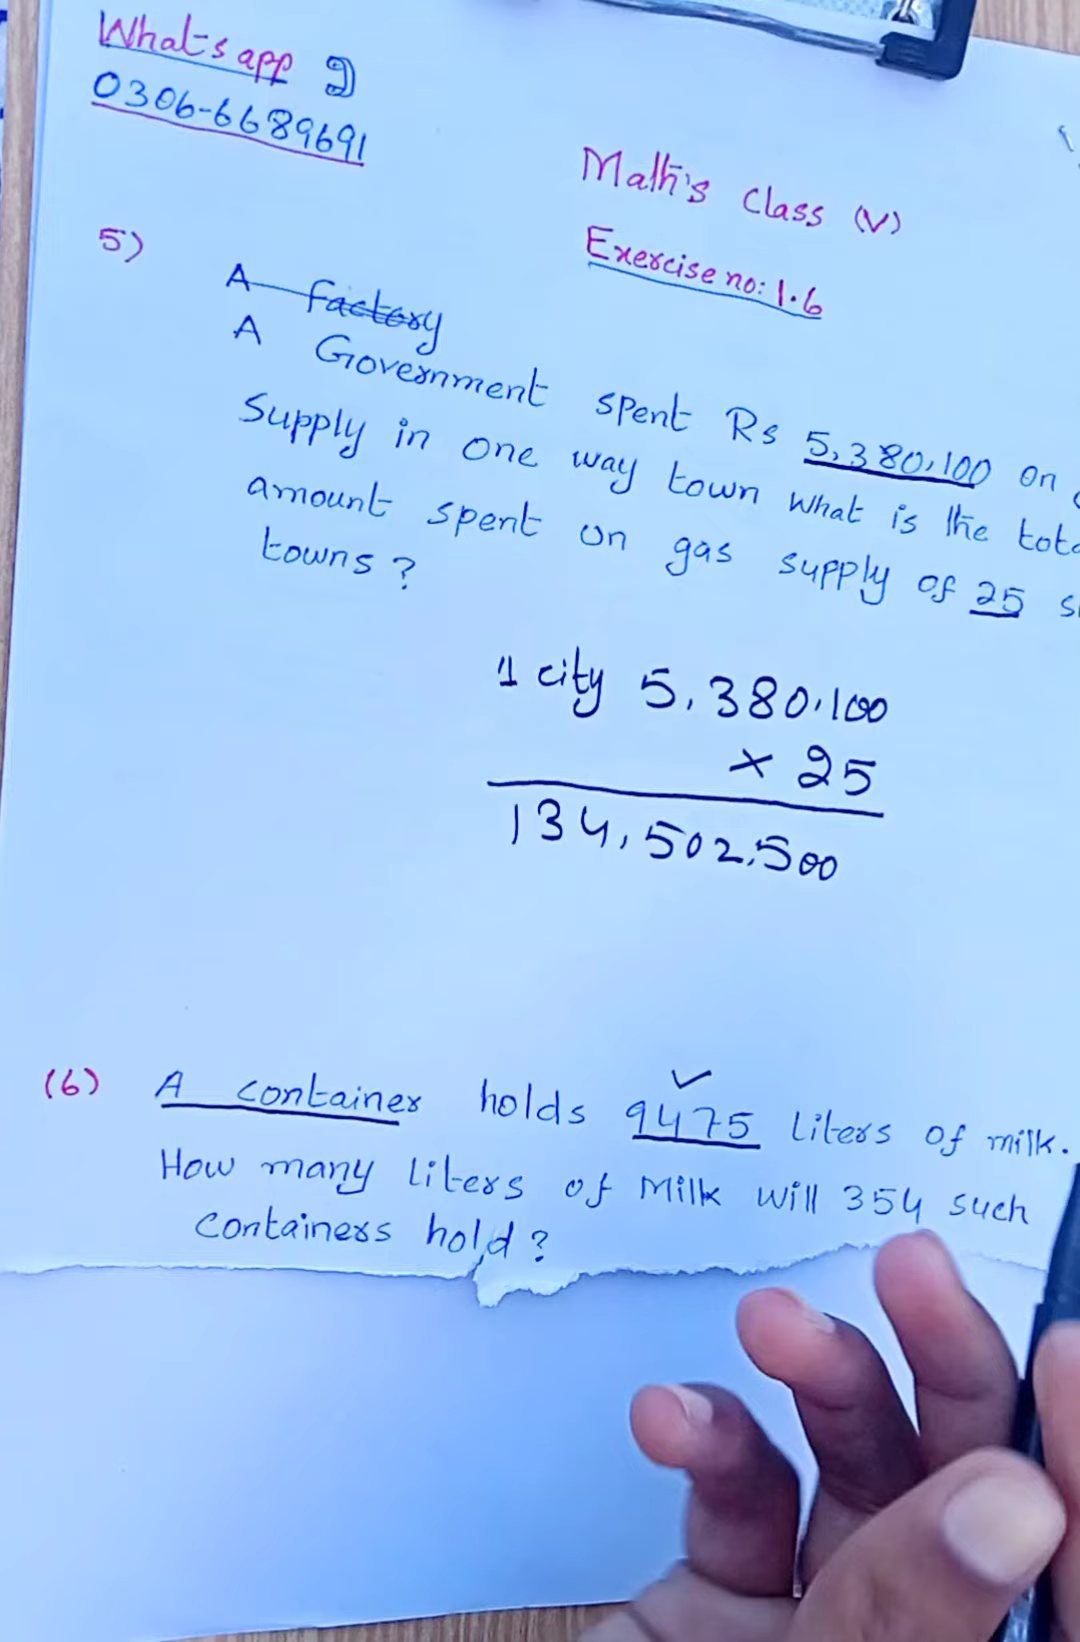 Whatsapp
0306-6689691
Math's Class (V)
Exercise no: 1.6
5)
A factory
A Government spent Rs 5,380,100 on
Supply in one way town what is the
amount spent on gas supply of 25
towns?
1 city 5,380,100
× 25
134,502,500
(6) A container holds 9475 liters of milk.
How many liters of Milk will 354 such
Containers hold?